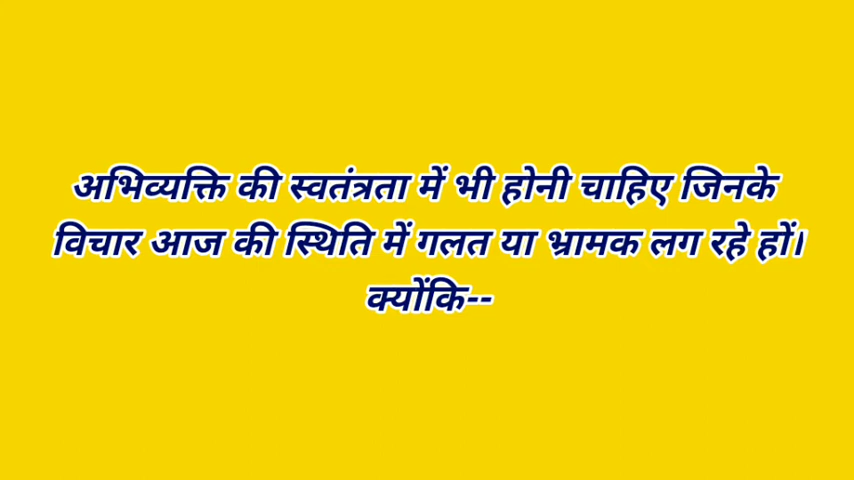 अभिव्यक्ति की स्वतंत्रता में भी होनी चाहिए जिनके
विचार आज की स्थिति में गलत या भ्रामक लग रहे हों।
क्योंकि--